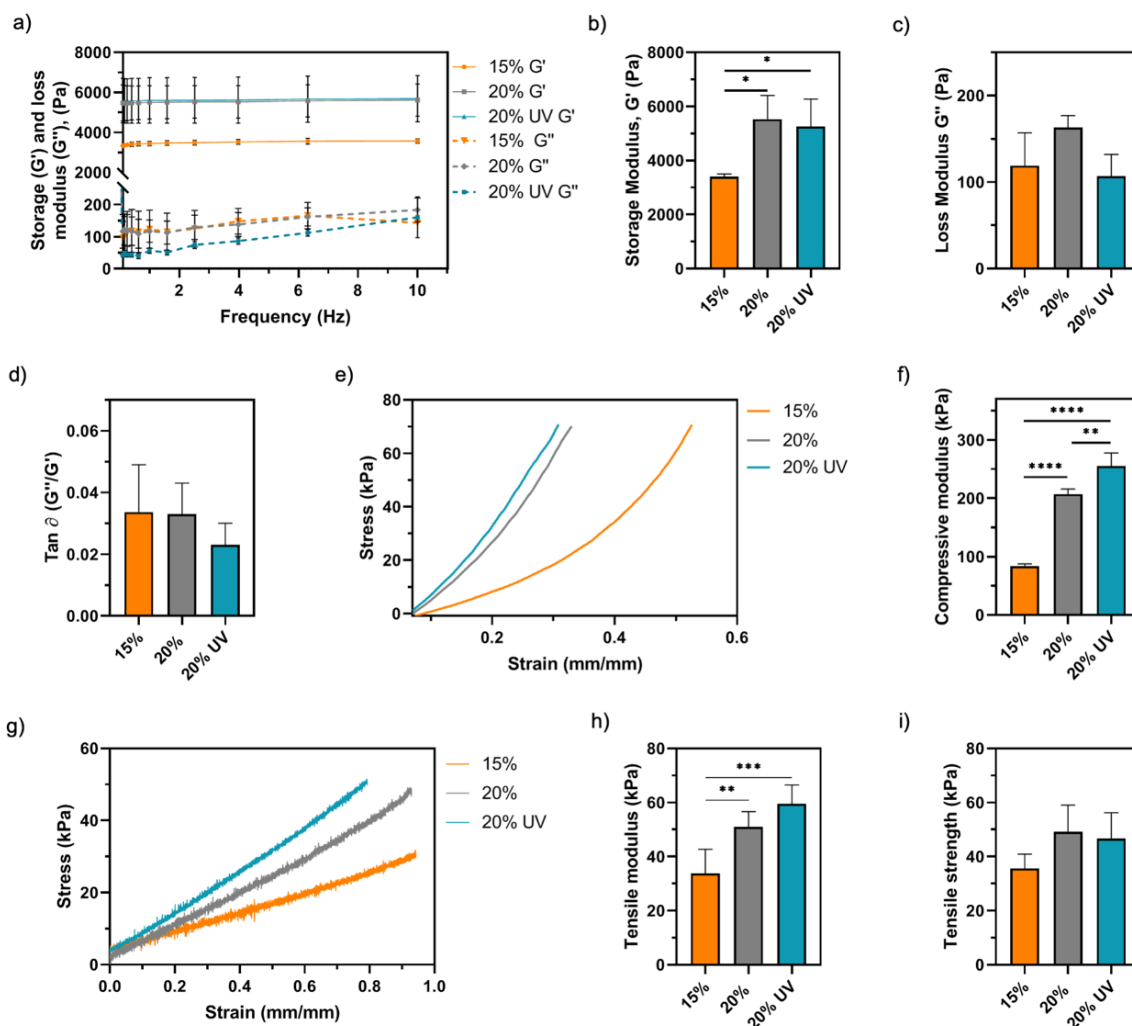 a)
Storage (G') and loss
modulus (G''), (Pa)
8000
6000
4000
2000
200
100
0
2
4
6
8
10
Frequency (Hz)
15% G'
20% G'
20% UV G'
15% G''
20% G''
20% UV G''
b)
Storage Modulus, G' (Pa)
8000
6000
4000
2000
0
*
*
15%
20%
20% UV
c)
Loss Modulus G'' (Pa)
200
100
0
15%
20%
20% UV
d)
Tan ∂ (G''/G')
0.06
0.04
0.02
0.00
15%
20%
20% UV
e)
Stress (kPa)
80
60
40
20
0
0.2
0.4
0.6
Strain (mm/mm)
15%
20%
20% UV
f)
Compressive modulus (kPa)
300
200
100
0
****
**
****
15%
20%
20% UV
g)
Stress (kPa)
60
40
20
0
0.0
0.2
0.4
0.6
0.8
1.0
Strain (mm/mm)
15%
20%
20% UV
h)
Tensile modulus (kPa)
80
60
40
20
0
***
**
15%
20%
20% UV
i)
Tensile strength (kPa)
80
60
40
20
0
15%
20%
20% UV